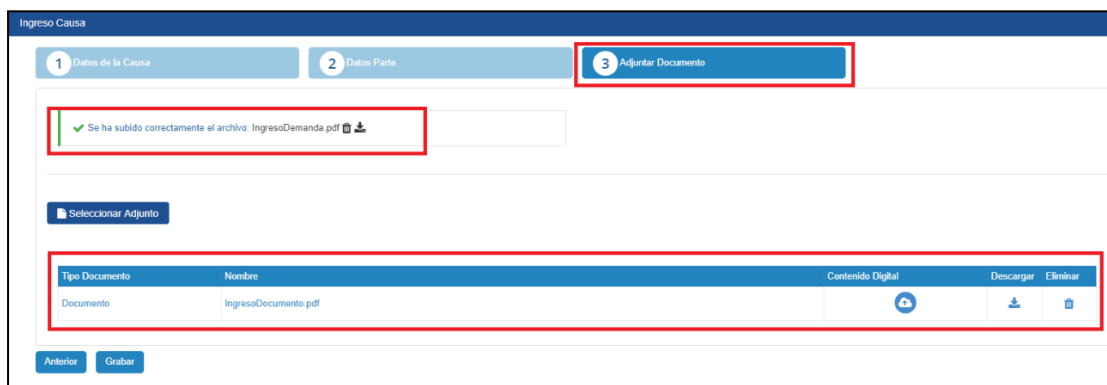 Ingreso Causa
1 Datos de la Causa
2 Datos Parte
3 Adjuntar Documento
Se ha subido correctamente el archivo: IngresoDemanda.pdf
Seleccionar Adjunto
Tipo Documento Nombre Contenido Digital Descargar Eliminar
Documento IngresoDocumento.pdf
Anterior Grabar